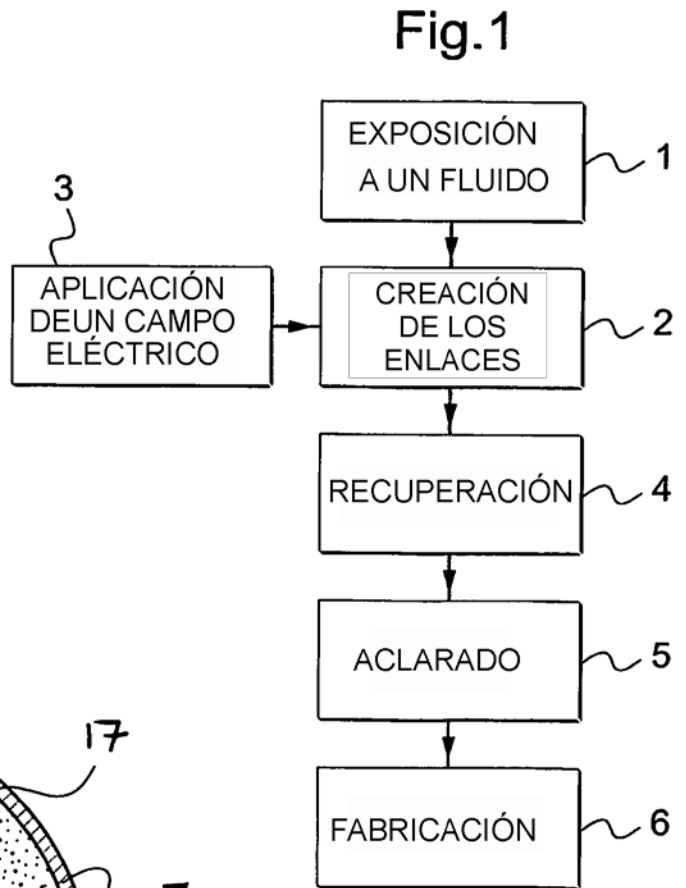 Fig.1
EXPOSICIÓN
A UN FLUIDO
1
3
APLICACIÓN
DEUN CAMPO
ELÉCTRICO
CREACIÓN
DE LOS
ENLACES
2
RECUPERACIÓN
4
ACLARADO
5
17
FABRICACIÓN
6